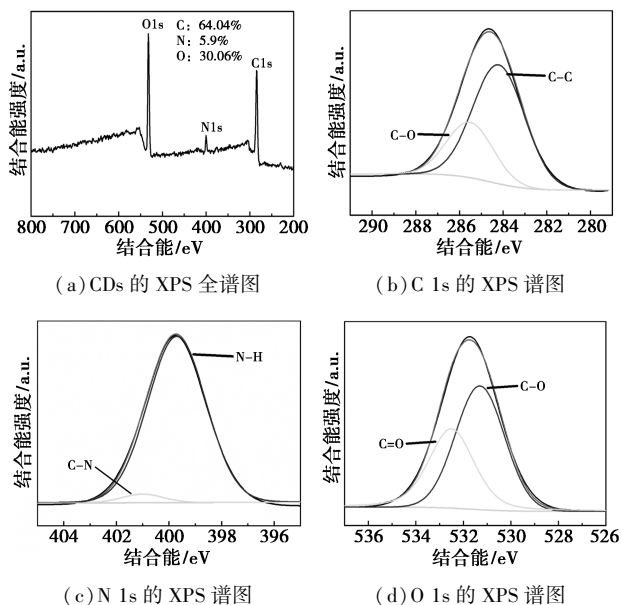 O1s
C: 64.04%
N: 5.9%
O: 30.06%
C1s
N1s
结合能强度/a.u.
800 700 600 500 400 300 200
结合能/eV
(a)CDs 的 XPS 全谱图
C-C
C-O
结合能强度/a.u.
290 288 286 284 282 280
结合能/eV
(b)C 1s 的 XPS 谱图
N-H
C-N
结合能强度/a.u.
404 402 400 398 396
结合能/eV
(c)N 1s 的 XPS 谱图
C-O
C=O
结合能强度/a.u.
536 534 532 530 528 526
结合能/eV
(d)O 1s 的 XPS 谱图